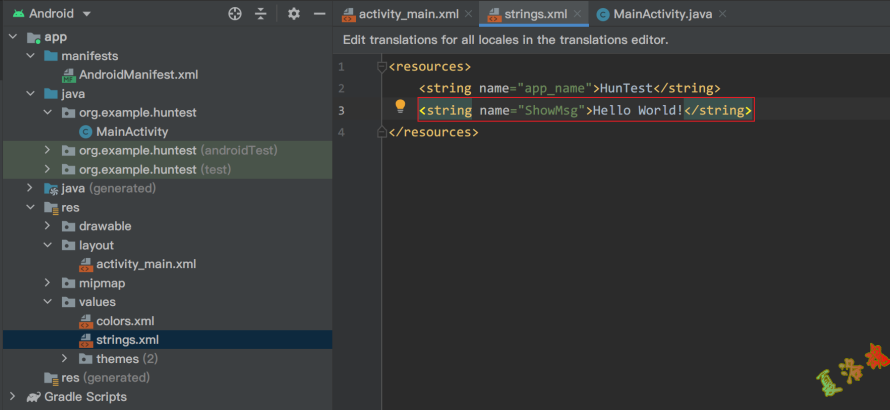 Android
activity_main.xml
strings.xml
MainActivity.java
Edit translations for all locales in the translations editor.
app
manifests
AndroidManifest.xml
java
org.example.huntest
MainActivity
org.example.huntest (androidTest)
org.example.huntest (test)
java (generated)
res
drawable
layout
activity_main.xml
mipmap
values
colors.xml
strings.xml
themes (2)
res (generated)
Gradle Scripts
1 <resources>
2 <string name="app_name">HunTest</string>
3 <string name="ShowMsg">Hello World!</string>
4 </resources>